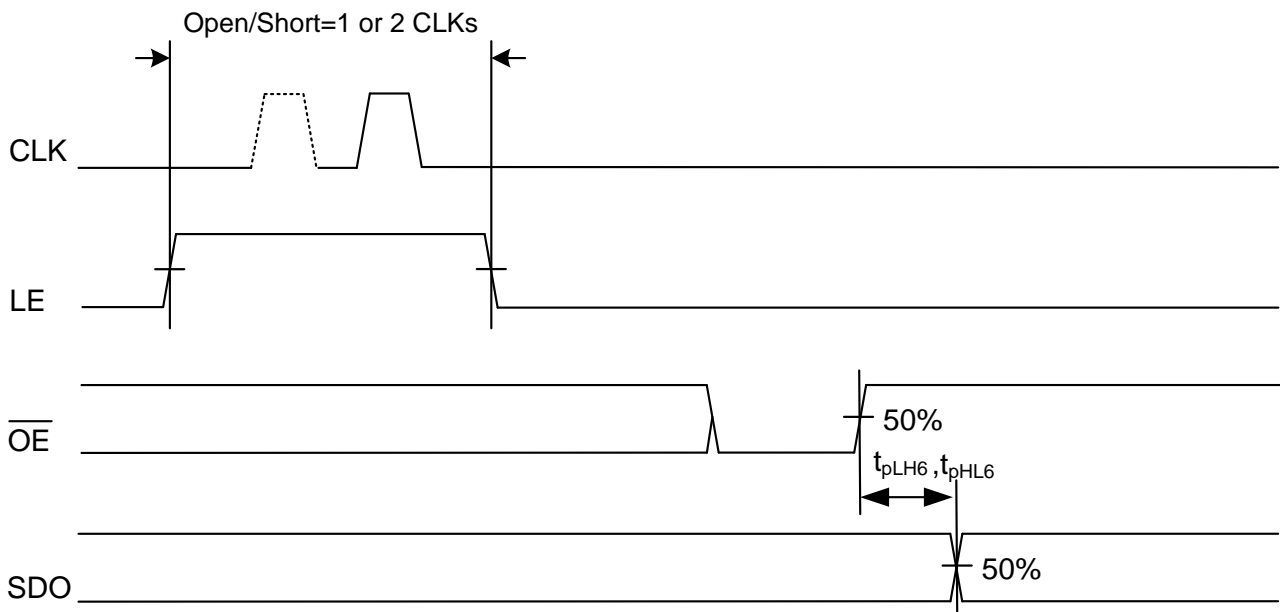 Open/Short=1 or 2 CLKs
CLK
LE
OE
50%
tpLH6 ,tpHL6
SDO
50%